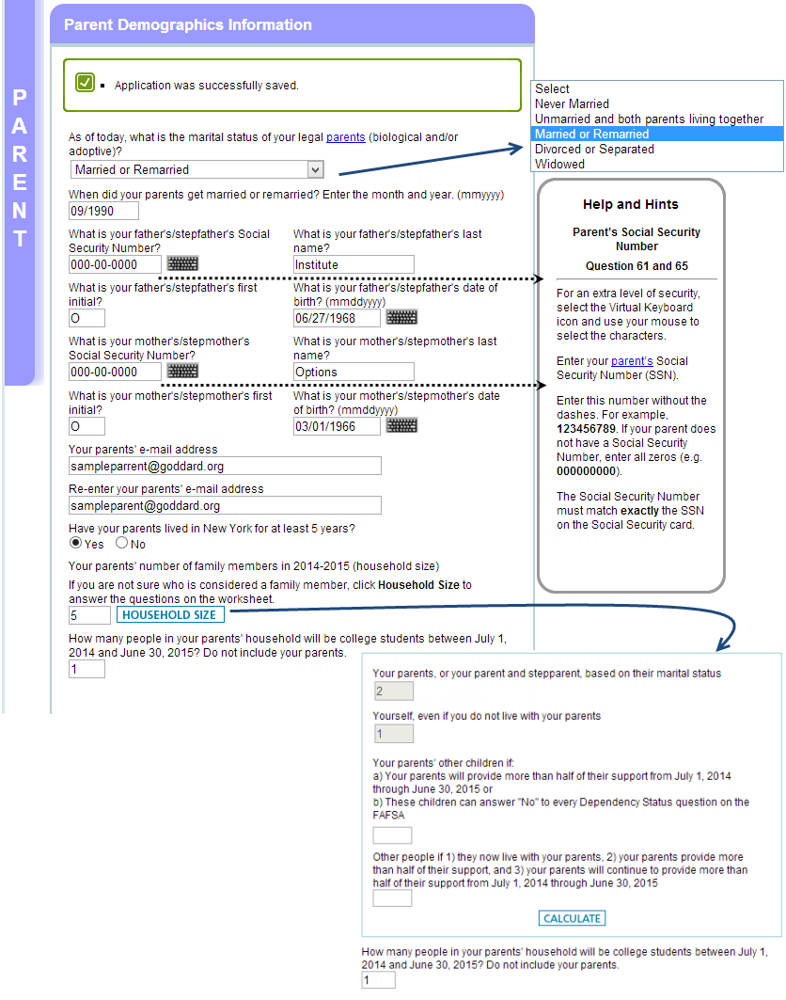 Parent Demographics Information
PARENT
Application was successfully saved.
As of today, what is the marital status of your legal parents (biological and/or
adoptive)?
Married or Remarried
Select
Never Married
Unmarried and both parents living together
Married or Remarried
Divorced or Separated
Widowed
When did your parents get married or remarried? Enter the month and year. (mmyyyy)
09/1990
What is your father's/stepfather's Social
Security Number?
000-00-0000
What is your father's/stepfather's last
name?
Institute
What is your father's/stepfather's first
initial?
O
What is your father's/stepfather's date of
birth? (mmddyyyy)
06/27/1968
What is your mother's/stepmother's
Social Security Number?
000-00-0000
What is your mother's/stepmother's last
name?
Options
What is your mother's/stepmother's first
initial?
O
What is your mother's/stepmother's date
of birth? (mmddyyyy)
03/01/1966
Your parents' e-mail address
sampleparrent@goddard.org
Re-enter your parents' e-mail address
sampleparent@goddard.org
Have your parents lived in New York for at least 5 years?
Yes No
Your parents' number of family members in 2014-2015 (household size)
If you are not sure who is considered a family member, click Household Size to
answer the questions on the worksheet.
5 HOUSEHOLD SIZE
How many people in your parents' household will be college students between July 1,
2014 and June 30, 2015? Do not include your parents.
1
Help and Hints
Parent's Social Security
Number
Question 61 and 65
For an extra level of security,
select the Virtual Keyboard
icon and use your mouse to
select the characters.
Enter your parent's Social
Security Number (SSN).
Enter this number without the
dashes. For example,
123456789. If your parent does
not have a Social Security
Number, enter all zeros (e.g.
000000000).
The Social Security Number
must match exactly the SSN
on the Social Security card.
Your parents, or your parent and stepparent, based on their marital status
2
Yourself, even if you do not live with your parents
1
Your parents' other children if:
a) Your parents will provide more than half of their support from July 1, 2014
through June 30, 2015 or
b) These children can answer "No" to every Dependency Status question on the
FAFSA
Other people if 1) they now live with your parents, 2) your parents provide more
than half of their support, and 3) your parents will continue to provide more than
half of their support from July 1, 2014 through June 30, 2015
CALCULATE
How many people in your parents' household will be college students between July 1,
2014 and June 30, 2015? Do not include your parents.
1